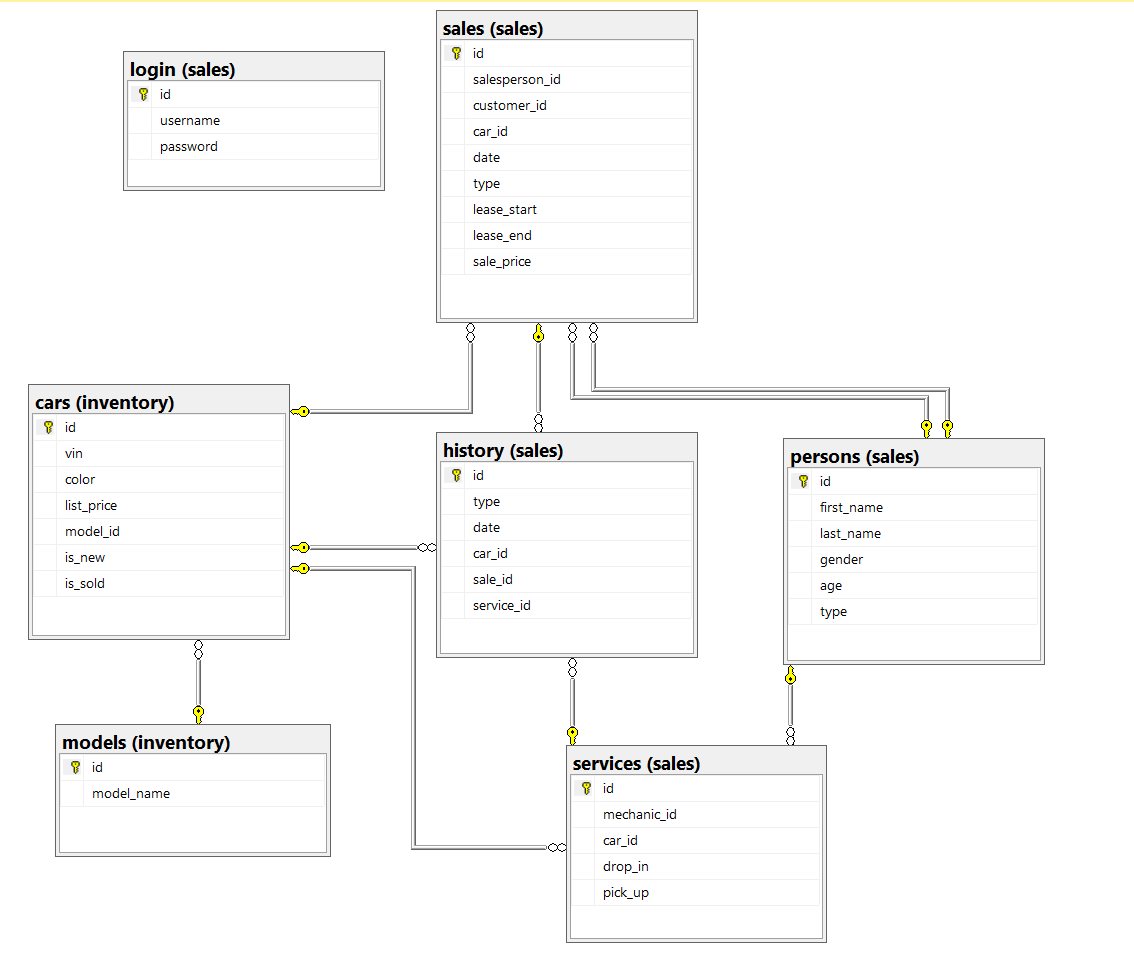 sales (sales)
id
salesperson_id
customer_id
car_id
date
type
lease_start
lease_end
sale_price
login (sales)
id
username
password
cars (inventory)
id
vin
color
list_price
model_id
is_new
is_sold
history (sales)
id
type
date
car_id
sale_id
service_id
persons (sales)
id
first_name
last_name
gender
age
type
models (inventory)
id
model_name
services (sales)
id
mechanic_id
car_id
drop_in
pick_up